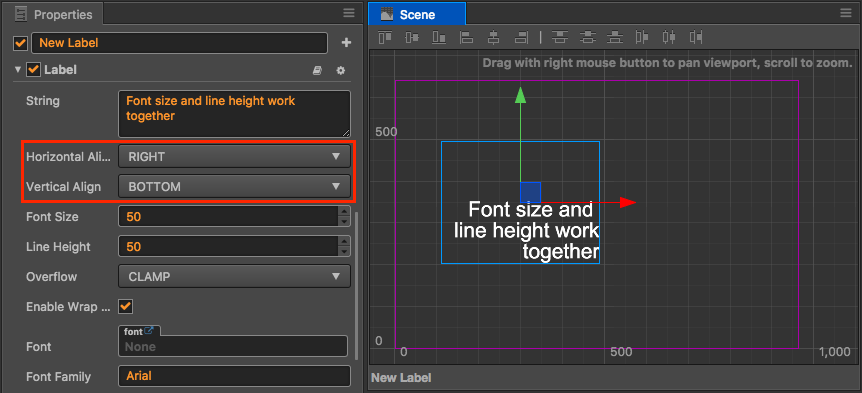 Properties
New Label
Label
String
Font size and line height work
together
Horizontal Ali...
RIGHT
Vertical Align
BOTTOM
Font Size
50
Line Height
50
Overflow
CLAMP
Enable Wrap ...
font
Font
None
Font Family
Arial
Scene
Drag with right mouse button to pan viewport, scroll to zoom.
500
Font size and
line height work
together
0
0
500
1,000
New Label